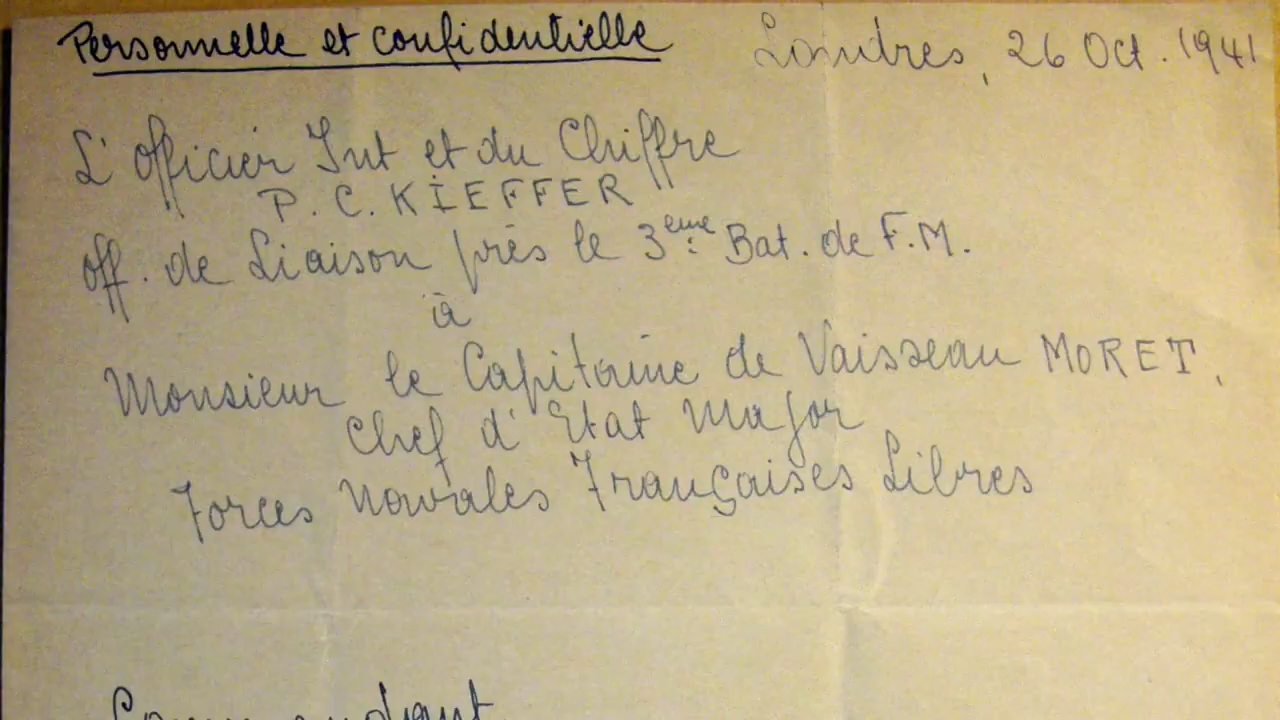 Personnelle et confidentielle
Londres, 26 Oct. 1941
L'officier Int et du Chiffre
P. C. KIEFFER
off. de Liaison près le 3ème Bat. de F.M.
à
Monsieur le Capitaine de Vaisseau MORET,
Chef d'Etat Major
Forces Navales Françaises Libres
Commandant